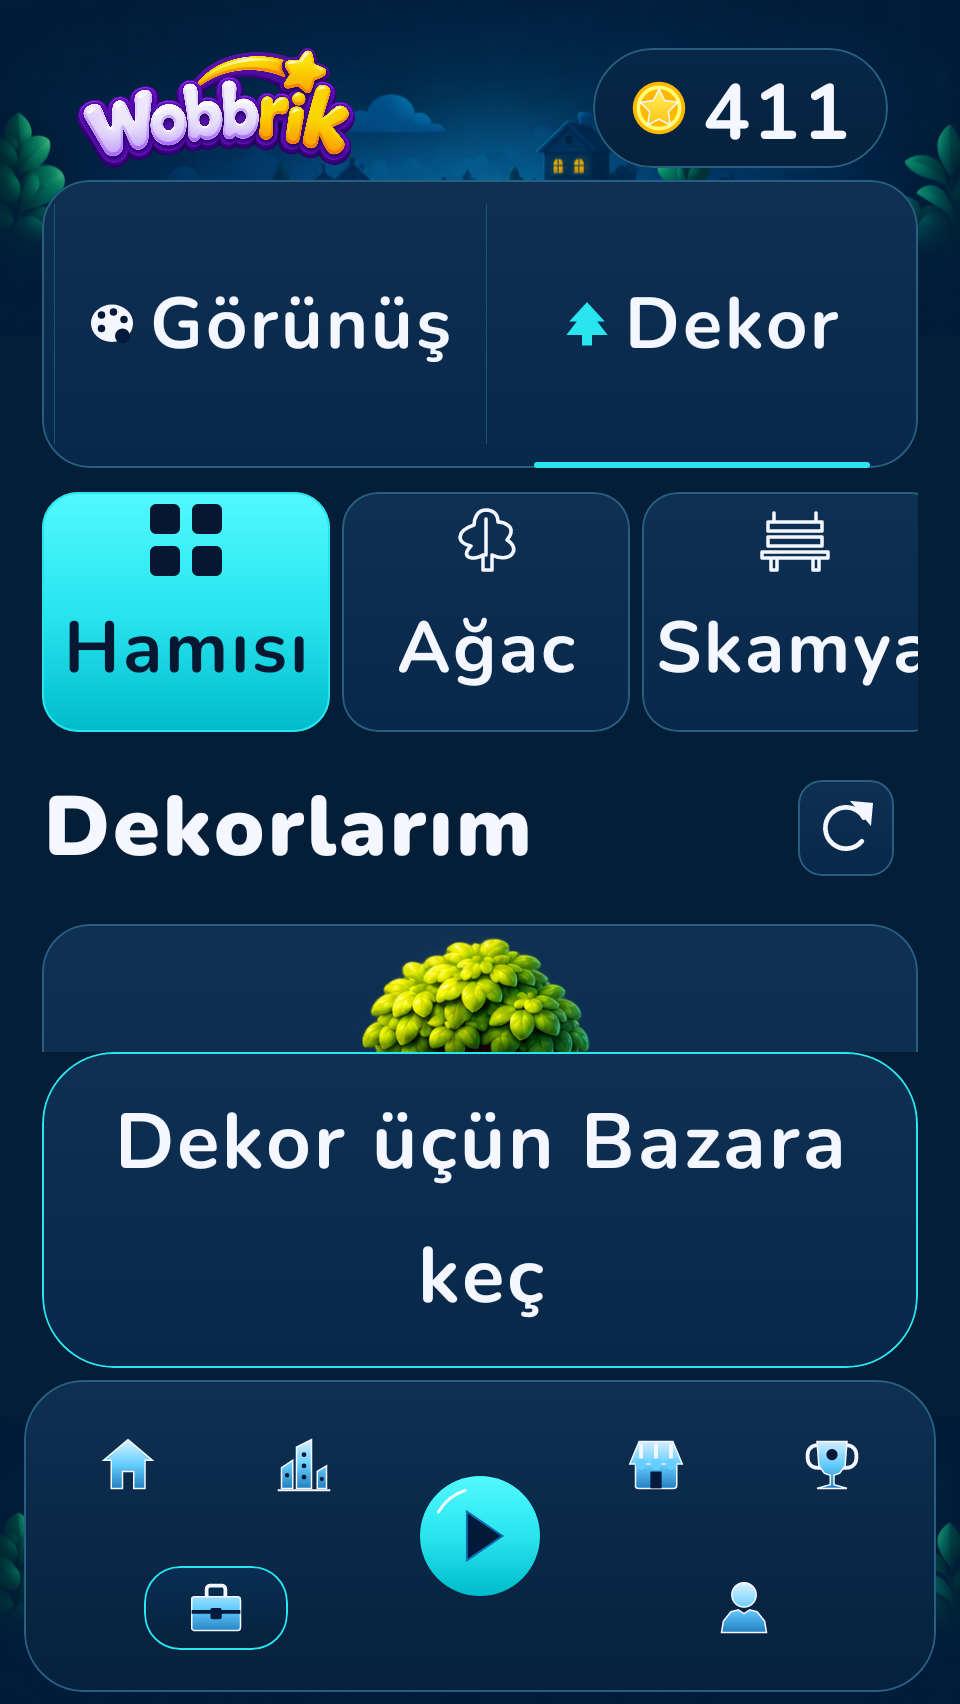 Wobbrik
411
Görünüş
Dekor
Hamısı
Ağac
Skamya
Dekorlarım
Dekor üçün Bazara
keç